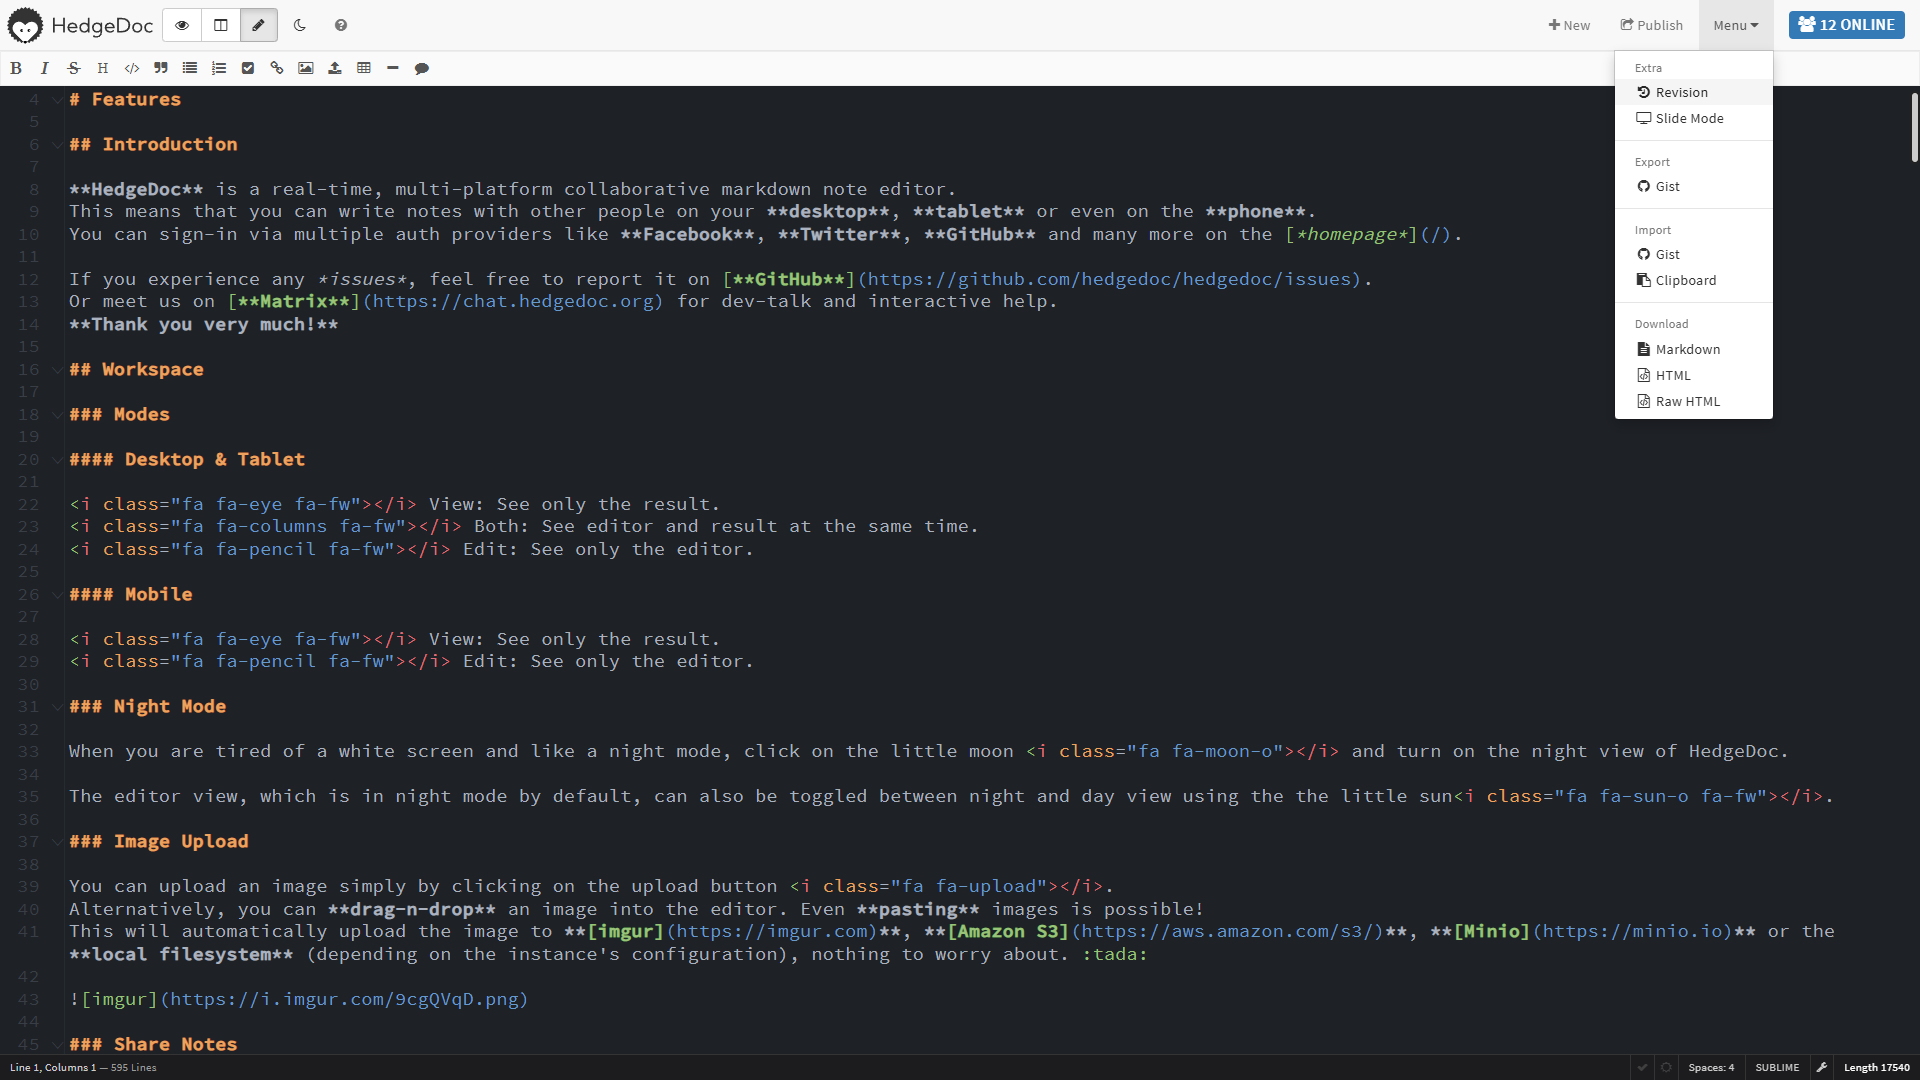 HedgeDoc
New
Publish
Menu
12 ONLINE
Extra
Revision
Slide Mode
Export
Gist
Import
Gist
Clipboard
Download
Markdown
HTML
Raw HTML
4 # Features
5
6 ## Introduction
7
8 **HedgeDoc** is a real-time, multi-platform collaborative markdown note editor.
9 This means that you can write notes with other people on your **desktop**, **tablet** or even on the **phone**.
10 You can sign-in via multiple auth providers like **Facebook**, **Twitter**, **GitHub** and many more on the [*homepage*](/).
11
12 If you experience any *issues*, feel free to report it on [**GitHub**](https://github.com/hedgedoc/hedgedoc/issues).
13 Or meet us on [**Matrix**](https://chat.hedgedoc.org) for dev-talk and interactive help.
14 **Thank you very much!**
15
16 ## Workspace
17
18 ### Modes
19
20 #### Desktop & Tablet
21
22 <i class="fa fa-eye fa-fw"></i> View: See only the result.
23 <i class="fa fa-columns fa-fw"></i> Both: See editor and result at the same time.
24 <i class="fa fa-pencil fa-fw"></i> Edit: See only the editor.
25
26 #### Mobile
27
28 <i class="fa fa-eye fa-fw"></i> View: See only the result.
29 <i class="fa fa-pencil fa-fw"></i> Edit: See only the editor.
30
31 ### Night Mode
32
33 When you are tired of a white screen and like a night mode, click on the little moon <i class="fa fa-moon-o"></i> and turn on the night view of HedgeDoc.
34
35 The editor view, which is in night mode by default, can also be toggled between night and day view using the the little sun<i class="fa fa-sun-o fa-fw"></i>.
36
37 ### Image Upload
38
39 You can upload an image simply by clicking on the upload button <i class="fa fa-upload"></i>.
40 Alternatively, you can **drag-n-drop** an image into the editor. Even **pasting** images is possible!
41 This will automatically upload the image to **[imgur](https://imgur.com)**, **[Amazon S3](https://aws.amazon.com/s3/)**, **[Minio](https://minio.io)** or the
**local filesystem** (depending on the instance's configuration), nothing to worry about. :tada:
42
43 ![imgur](https://i.imgur.com/9cgQVqD.png)
44
45 ### Share Notes
Line 1, Columns 1 — 595 Lines
Spaces: 4
SUBLIME
Length 17540